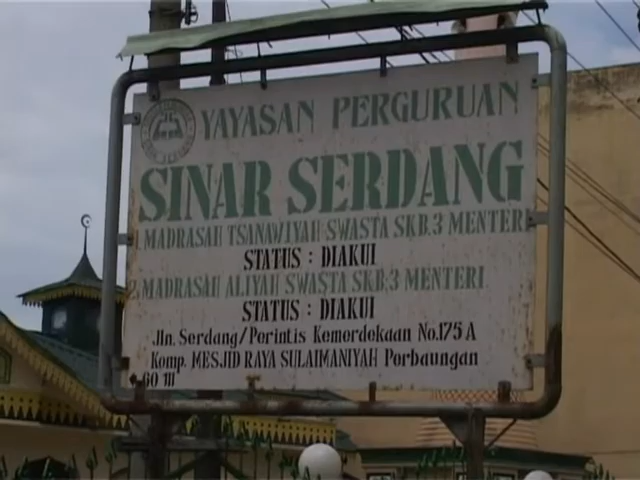 YAYASAN PERGURUAN
SINAR SERDANG
1. MADRASAH TSANAWIYAH SWASTA SKB.3 MENTER
STATUS : DIAKUI
2. MADRASAH ALIYAH SWASTA SKB;3 MENTERI.
STATUS : DIAKUI
Jln. Serdang/Perintis Kemerdekaan No.175 A
Komp. MESJID RAYA SULAIMANIYAH Perbaungan